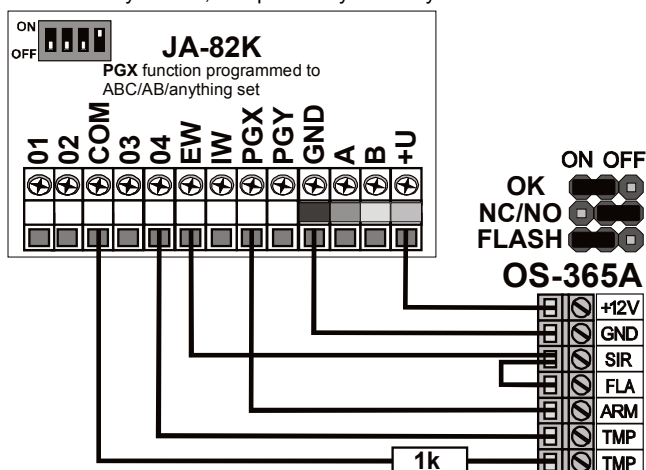 ON
OFF
JA-82K
PGX function programmed to
ABC/AB/anything set
01
02
COM
03
04
EW
IW
PGX
PGY
GND
A
B
+U
ON OFF
OK
NC/NO
FLASH
OS-365A
+12V
GND
SIR
FLA
ARM
TMP
TMP
1k